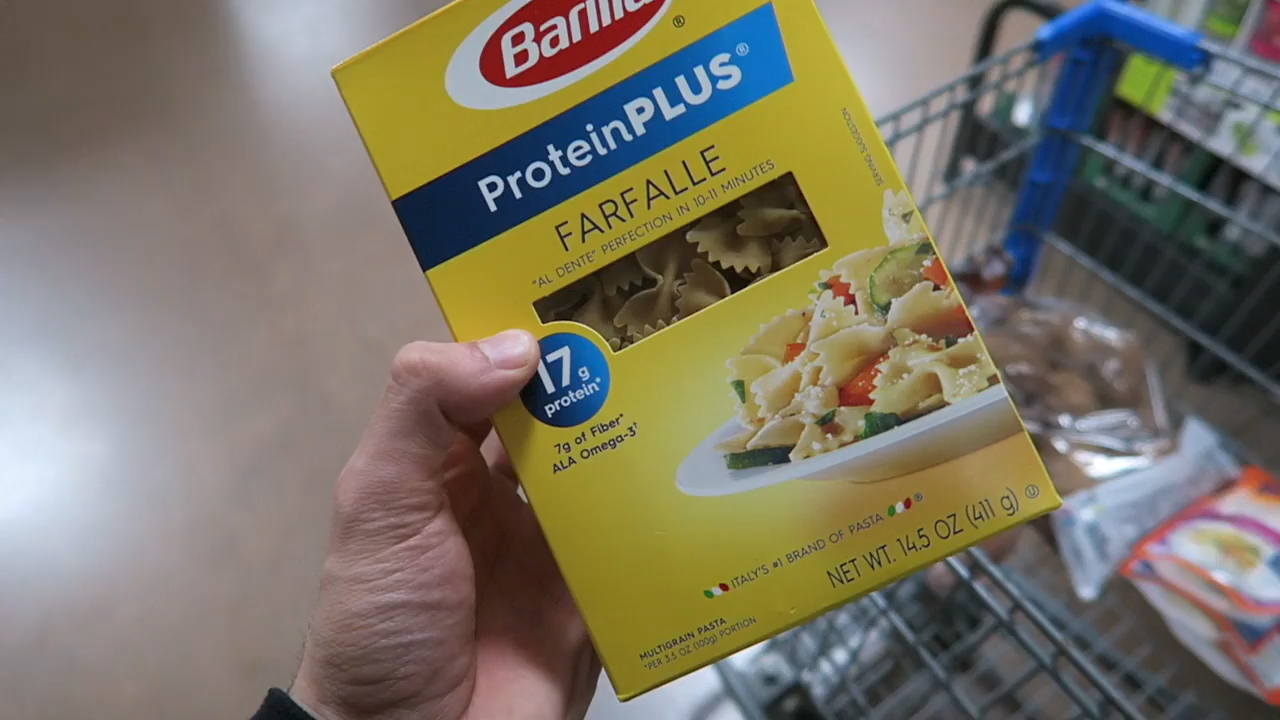 Barilla®
ProteinPLUS®
FARFALLE
"AL DENTE" PERFECTION IN 10-11 MINUTES
SERVING SUGGESTION
17g
protein*
7g of Fiber*
ALA Omega-3†
ITALY'S #1 BRAND OF PASTA ®
NET WT. 14.5 OZ (411 g) Ⓤ
MULTIGRAIN PASTA
*PER 3.5 OZ (100g) PORTION